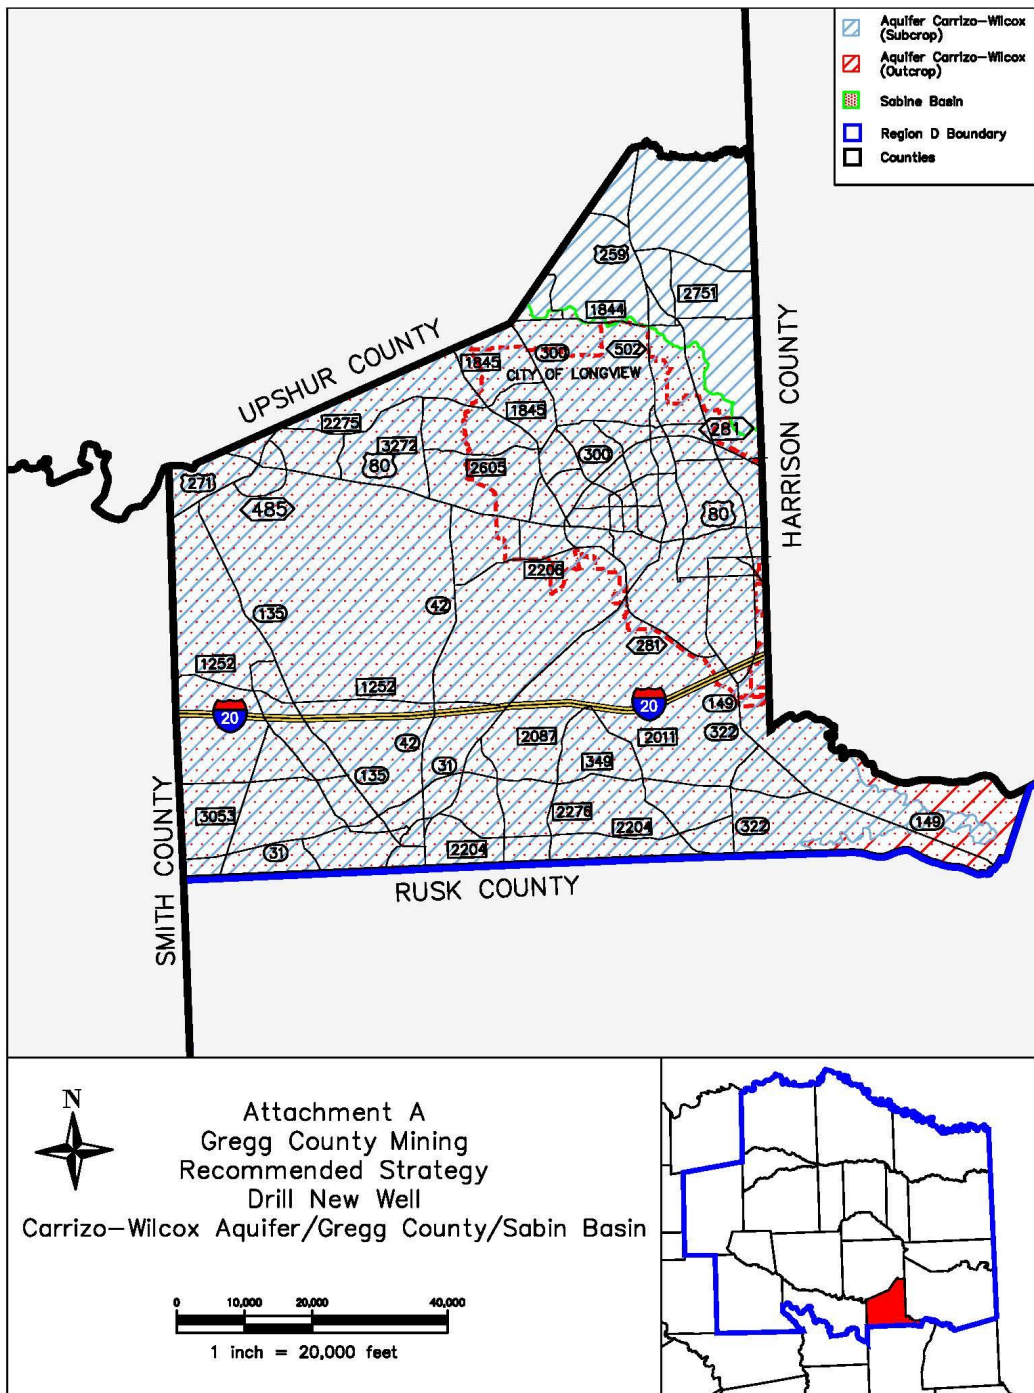 Aquifer Carrizo-Wilcox
(Subcrop)
Aquifer Carrizo-Wilcox
(Outcrop)
Sabine Basin
Region D Boundary
Counties
259
2751
1844
UPSHUR COUNTY
HARRISON COUNTY
502
300
1845
CITY OF LONGVIEW
1845
2275
281
3272
80
300
2605
271
485
80
2206
42
135
281
1252
1252
20
20
149
322
2087
2011
42
31
349
135
SMITH COUNTY
3053
2276
2204
322
149
31
2204
RUSK COUNTY
N
Attachment A
Gregg County Mining
Recommended Strategy
Drill New Well
Carrizo-Wilcox Aquifer/Gregg County/Sabin Basin
0 10,000 20,000 40,000
1 inch = 20,000 feet